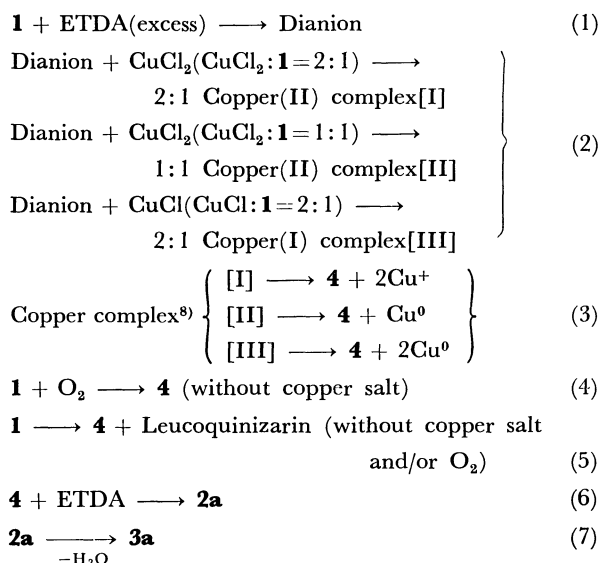 1 + ETDA(excess) ⟶ Dianion (1)
Dianion + CuCl₂(CuCl₂:1=2:1) ⟶
2:1 Copper(II) complex[I]
Dianion + CuCl₂(CuCl₂:1=1:1) ⟶
1:1 Copper(II) complex[II]
(2)
Dianion + CuCl(CuCl:1=2:1) ⟶
2:1 Copper(I) complex[III]
[I] ⟶ 4 + 2Cu⁺
Copper complex⁸⁾ { [II] ⟶ 4 + Cu⁰ } (3)
[III] ⟶ 4 + 2Cu⁰
1 + O₂ ⟶ 4 (without copper salt) (4)
1 ⟶ 4 + Leucoquinizarin (without copper salt
and/or O₂) (5)
4 + ETDA ⟶ 2a (6)
2a ⟶ 3a (7)
−H₂O